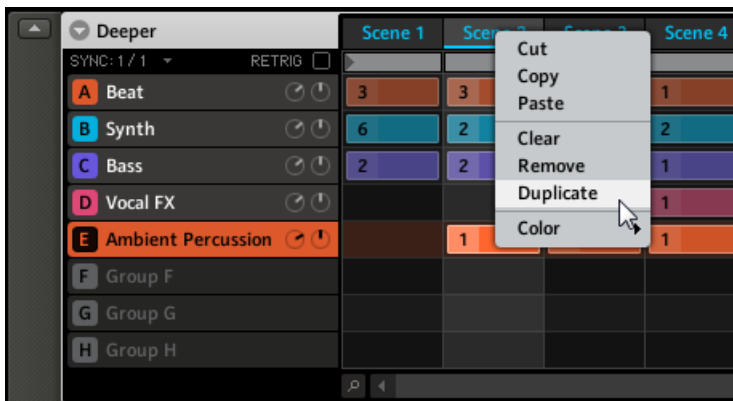 Deeper
Scene 1
Scene 4
SYNC: 1 / 1
RETRIG
A Beat
3
3
1
B Synth
6
2
2
C Bass
2
2
1
D Vocal FX
1
E Ambient Percussion
1
1
F Group F
G Group G
H Group H
Cut
Copy
Paste
Clear
Remove
Duplicate
Color